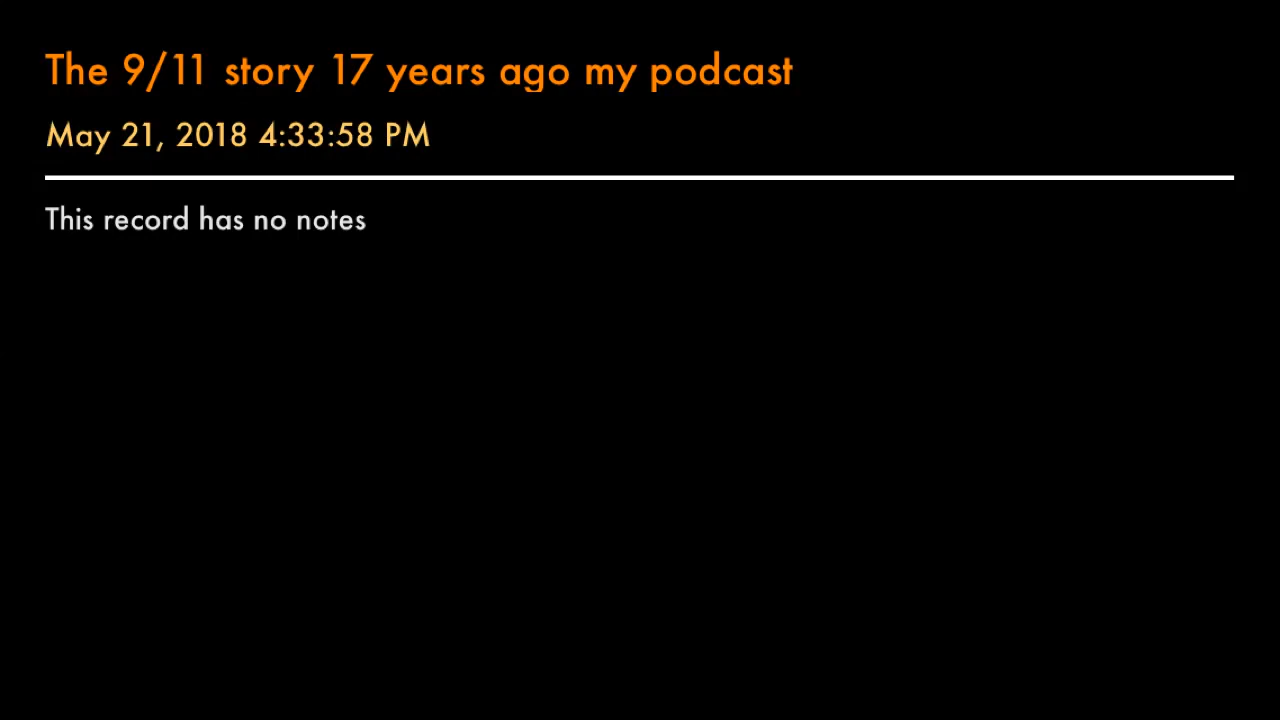 The 9/11 story 17 years ago my podcast
May 21, 2018 4:33:58 PM
This record has no notes